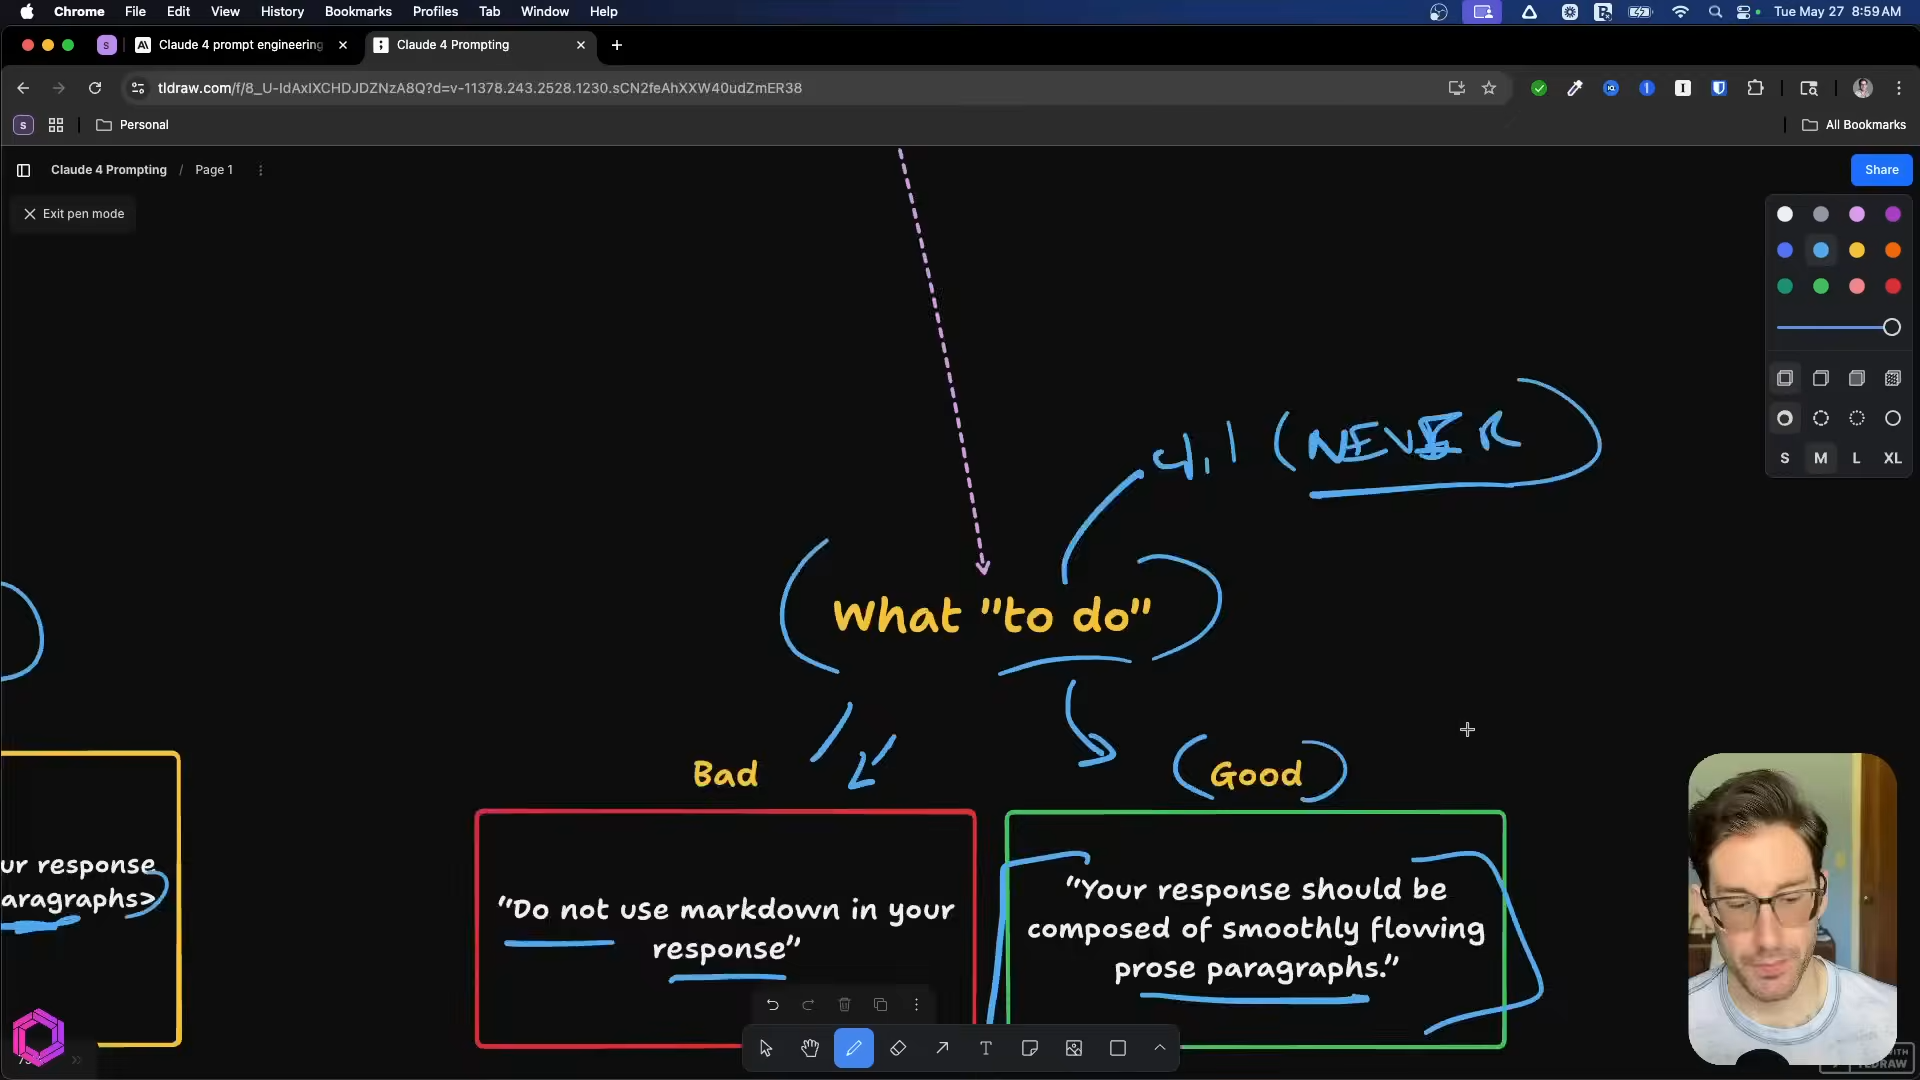 Chrome File Edit View History Bookmarks Profiles Tab Window Help
Tue May 27 8:59 AM
Claude 4 prompt engineering
Claude 4 Prompting
tldraw.com/f/8_U-IdAxIXCHDJDZNzA8Q?d=v-11378.243.2528.1230.sCN2feAhXXW40udZmER38
S
Personal
All Bookmarks
Claude 4 Prompting / Page 1
Share
Exit pen mode
4.1 (NEVER)
S M L XL
What "to do"
Bad
Good
ur response
aragraphs>
"Do not use markdown in your
response"
"Your response should be
composed of smoothly flowing
prose paragraphs."
T